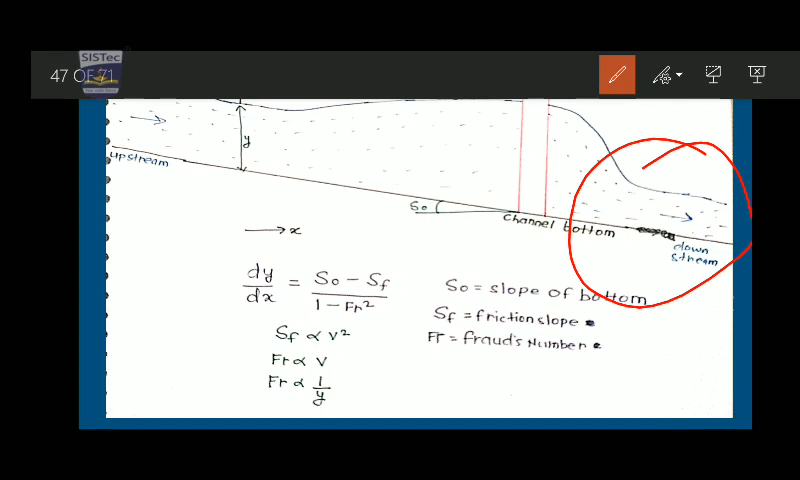 SISTec
47 OF 71
y
upstream
So
channel bottom
down
stream
x
dy/dx = So - Sf / 1 - Fr²
So = slope of bottom
Sf ∝ V²
Sf = friction slope
Fr ∝ V
Fr = fraud's Number
Fr ∝ 1/y